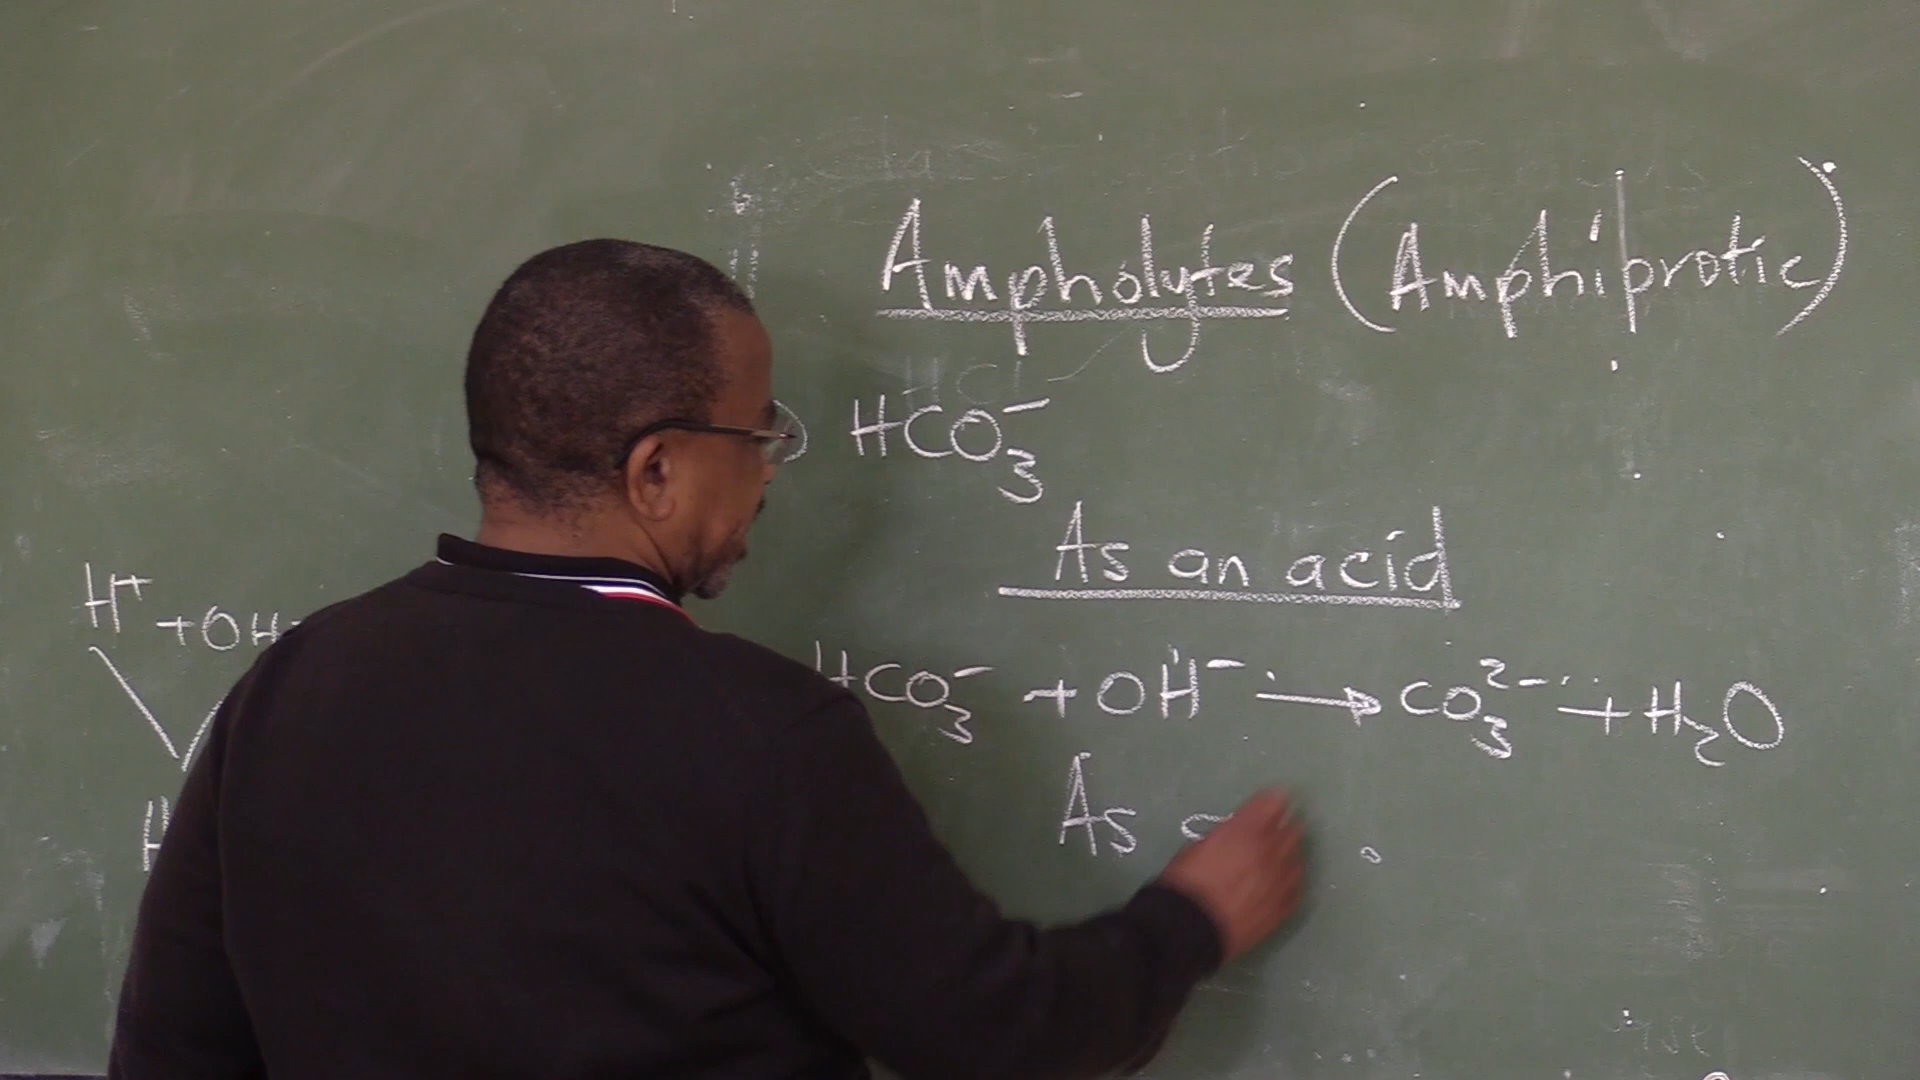 Ampholytes (Amphiprotic)
HCO₃⁻
As an acid
HCO₃⁻ + OH⁻ → CO₃²⁻ + H₂O
As
H⁺ + OH⁻
H